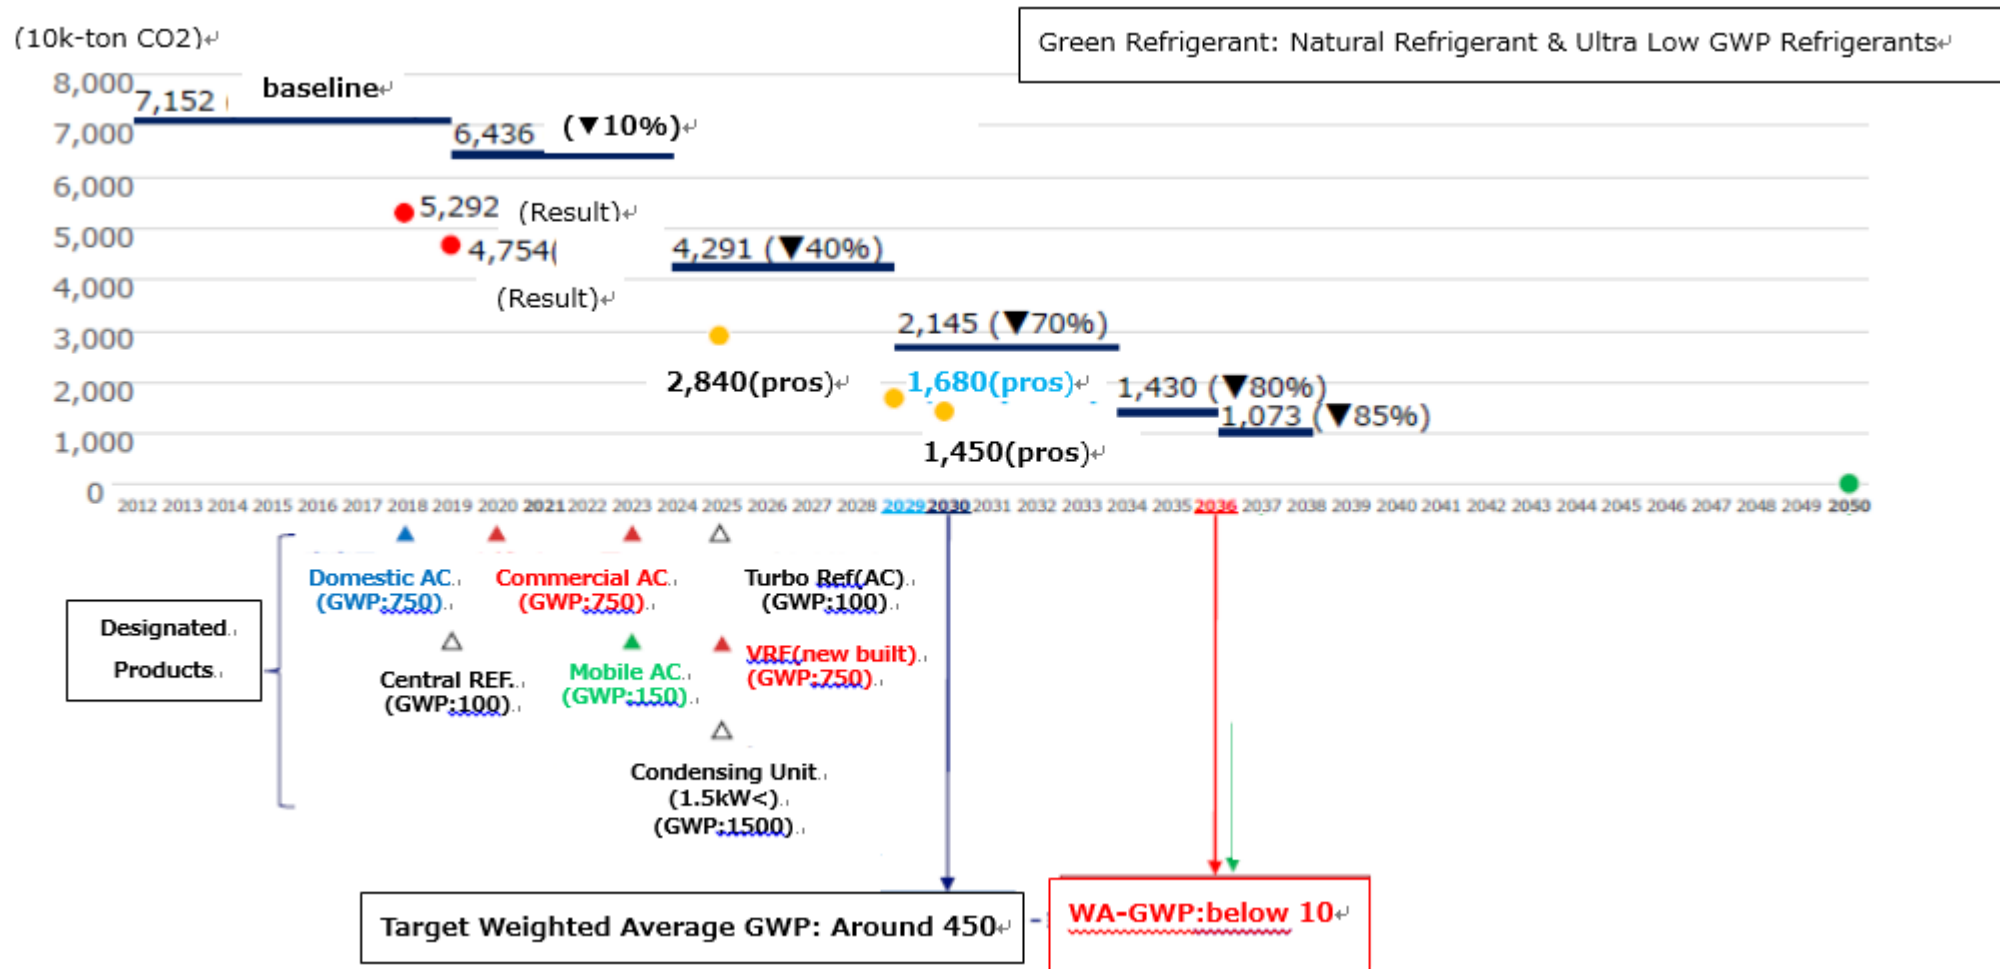 (10k-ton CO2)
Green Refrigerant: Natural Refrigerant & Ultra Low GWP Refrigerants
8,000
baseline
7,152 (
7,000
6,436
(▼10%)
6,000
5,292
(Result)
5,000
4,754(
4,291 (▼40%)
4,000
(Result)
3,000
2,145 (▼70%)
2,000
2,840(pros)
1,680(pros)
1,430 (▼80%)
1,073 (▼85%)
1,000
1,450(pros)
0
2012 2013 2014 2015 2016 2017 2018 2019 2020 2021 2022 2023 2024 2025 2026 2027 2028 2029 2030 2031 2032 2033 2034 2035 2036 2037 2038 2039 2040 2041 2042 2043 2044 2045 2046 2047 2048 2049 2050
Domestic AC.
(GWP:750).
Commercial AC.
(GWP:750).
Turbo Ref(AC).
(GWP:100).
Designated.
Products.
Central REF.
(GWP:100).
Mobile AC.
(GWP:150).
VRF(new built).
(GWP:750).
Condensing Unit.
(1.5kW<).
(GWP:1500).
Target Weighted Average GWP: Around 450
WA-GWP:below 10